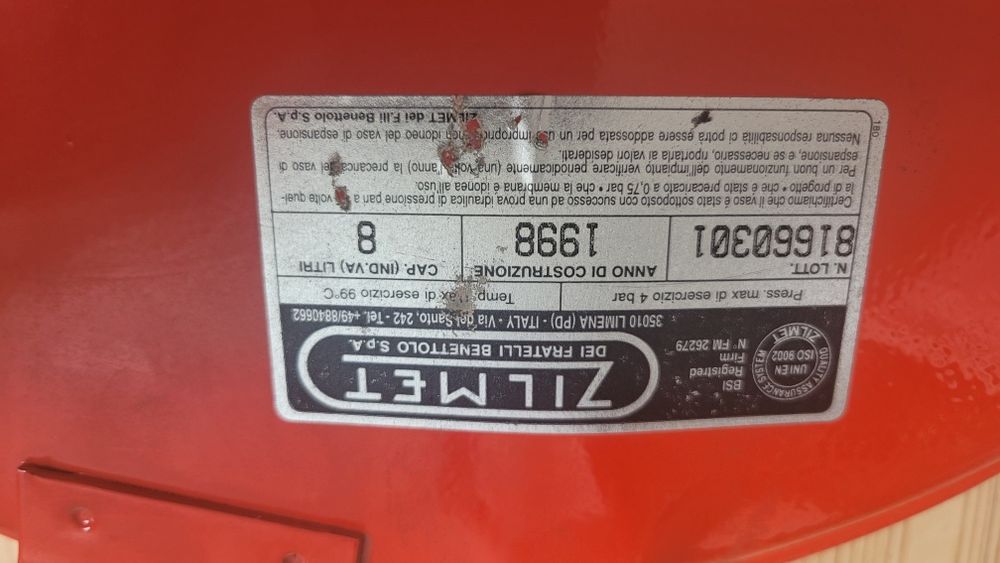 QUALITY ASSURANCE SYSTEM
UNI EN
ISO 9002
ZILMET
BSI
Registred
Firm
N° FM 26279
ZILMET
DEI FRATELLI BENETTOLO S.p.A.
35010 LIMENA (PD) - ITALY - Via del Santo, 242 - Tel. +49/8840662
Press. max di esercizio 4 bar
Temp. max di esercizio 99°C
N. LOTT.
81660301
ANNO DI COSTRUZIONE
1998
CAP. (IND.VA) LITRI
8
Certifichiamo che il vaso è stato sottoposto con successo ad una prova idraulica di pressione pari a volte quel-
la di progetto • che è stato precaricato a 0,75 bar • che la membrana è idonea all'uso.
Per un buon funzionamento dell'impianto verificare periodicamente (una volta l'anno) la precarica del vaso di
espansione, e se necessario, riportarla ai valori desiderati.
Nessuna responsabilità ci potrà essere addossata per un uso improprio non idoneo del vaso di espansione.
ZILMET dei F.lli Benettolo S.p.A.
180